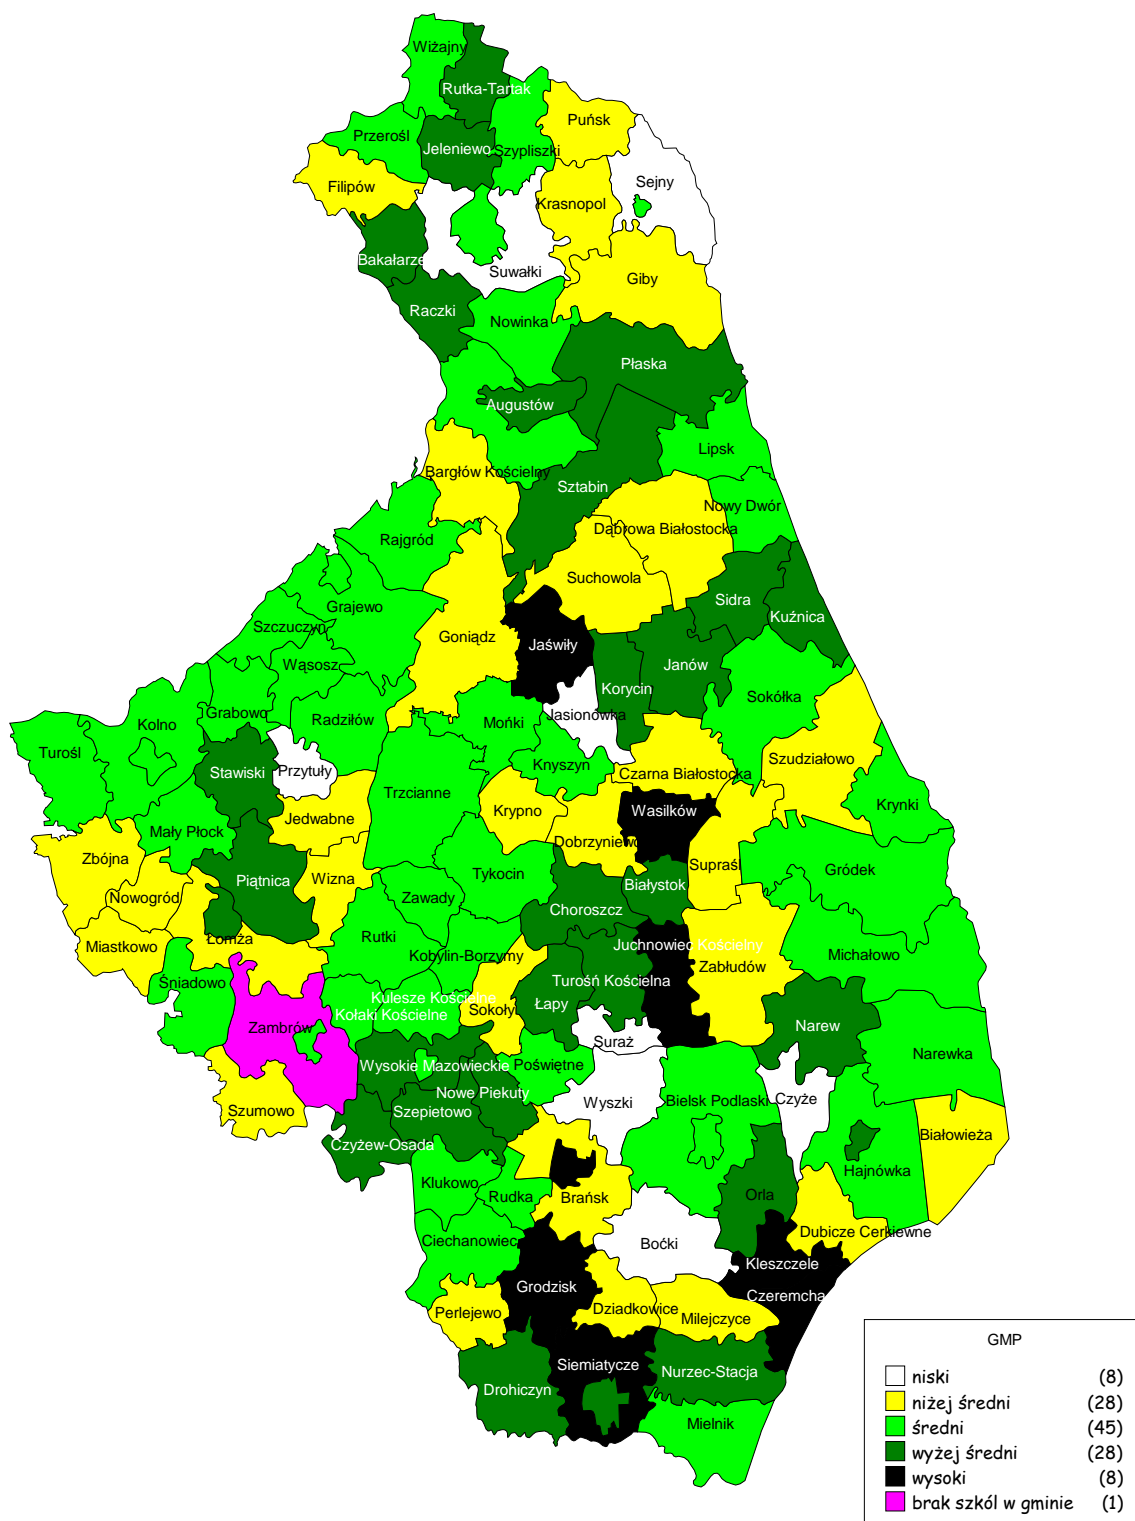 Wiżajny
Rutka-Tartak
Puńsk
Przerośl
Jeleniewo
Szypliszki
Sejny
Filipów
Krasnopol
Bakałarze
Suwałki
Giby
Raczki
Nowinka
Płaska
Augustów
Lipsk
Bargłów Kościelny
Sztabin
Nowy Dwór
Dąbrowa Białostocka
Rajgród
Suchowola
Sidra
Grajewo
Kuźnica
Szczuczyn
Goniądz
Jaświły
Wąsosz
Janów
Korycin
Sokółka
Grabowo
Radziłów
Jasionówka
Kolno
Mońki
Turośl
Szudziałowo
Knyszyn
Stawiski
Przytuły
Czarna Białostocka
Trzcianne
Krynki
Krypno
Wasilków
Jedwabne
Mały Płock
Dobrzyniewo
Zbójna
Supraśl
Gródek
Tykocin
Wizna
Piątnica
Białystok
Nowogród
Zawady
Choroszcz
Łomża
Rutki
Juchnowiec Kościelny
Miastkowo
Kobylin-Borzymy
Michałowo
Zabłudów
Śniadowo
Turośń Kościelna
Kulesze Kościelne
Łapy
Sokoły
Kołaki Kościelne
Zambrów
Narew
Suraż
Narewka
Wysokie Mazowieckie
Poświętne
Nowe Piekuty
Wyszki
Bielsk Podlaski
Czyże
Szumowo
Szepietowo
Białowieża
Czyżew-Osada
Hajnówka
Klukowo
Rudka
Brańsk
Orla
Dubicze Cerkiewne
Ciechanowiec
Boćki
Kleszczele
Grodzisk
Czeremcha
Perlejewo
Dziadkowice
Milejczyce
Siemiatycze
Nurzec-Stacja
Drohiczyn
Mielnik
GMP
niski (8)
niżej średni (28)
średni (45)
wyżej średni (28)
wysoki (8)
brak szkól w gminie (1)